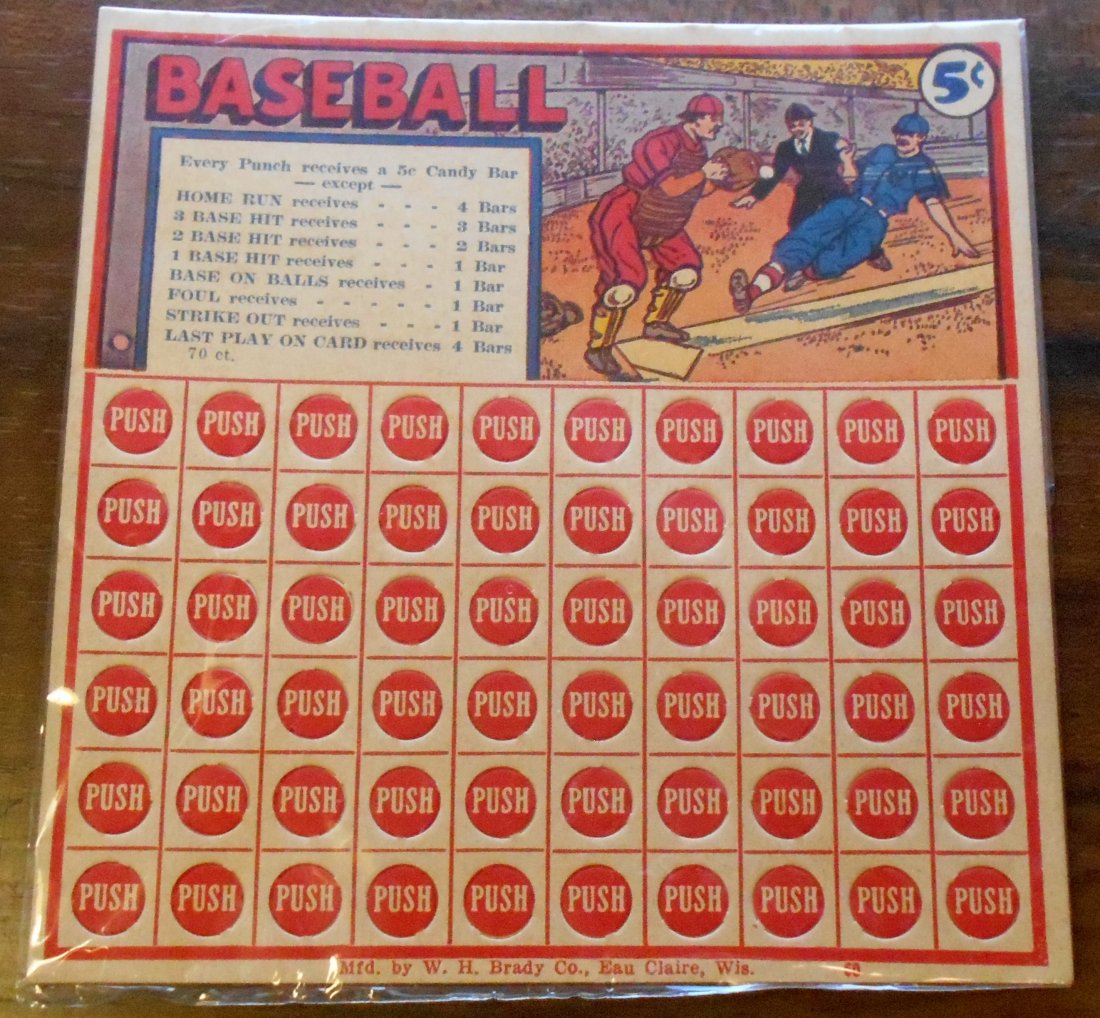 BASEBALL
5¢
Every Punch receives a 5c Candy Bar
— except —
HOME RUN receives - - - 4 Bars
3 BASE HIT receives - - - 3 Bars
2 BASE HIT receives - - - 2 Bars
1 BASE HIT receives - - - 1 Bar
BASE ON BALLS receives - 1 Bar
FOUL receives - - - - - 1 Bar
STRIKE OUT receives - - - 1 Bar
LAST PLAY ON CARD receives 4 Bars
70 ct.
PUSH PUSH PUSH PUSH PUSH PUSH PUSH PUSH PUSH PUSH
PUSH PUSH PUSH PUSH PUSH PUSH PUSH PUSH PUSH PUSH
PUSH PUSH PUSH PUSH PUSH PUSH PUSH PUSH PUSH PUSH
PUSH PUSH PUSH PUSH PUSH PUSH PUSH PUSH PUSH PUSH
PUSH PUSH PUSH PUSH PUSH PUSH PUSH PUSH PUSH PUSH
PUSH PUSH PUSH PUSH PUSH PUSH PUSH PUSH PUSH PUSH
Mfd. by W. H. Brady Co., Eau Claire, Wis.